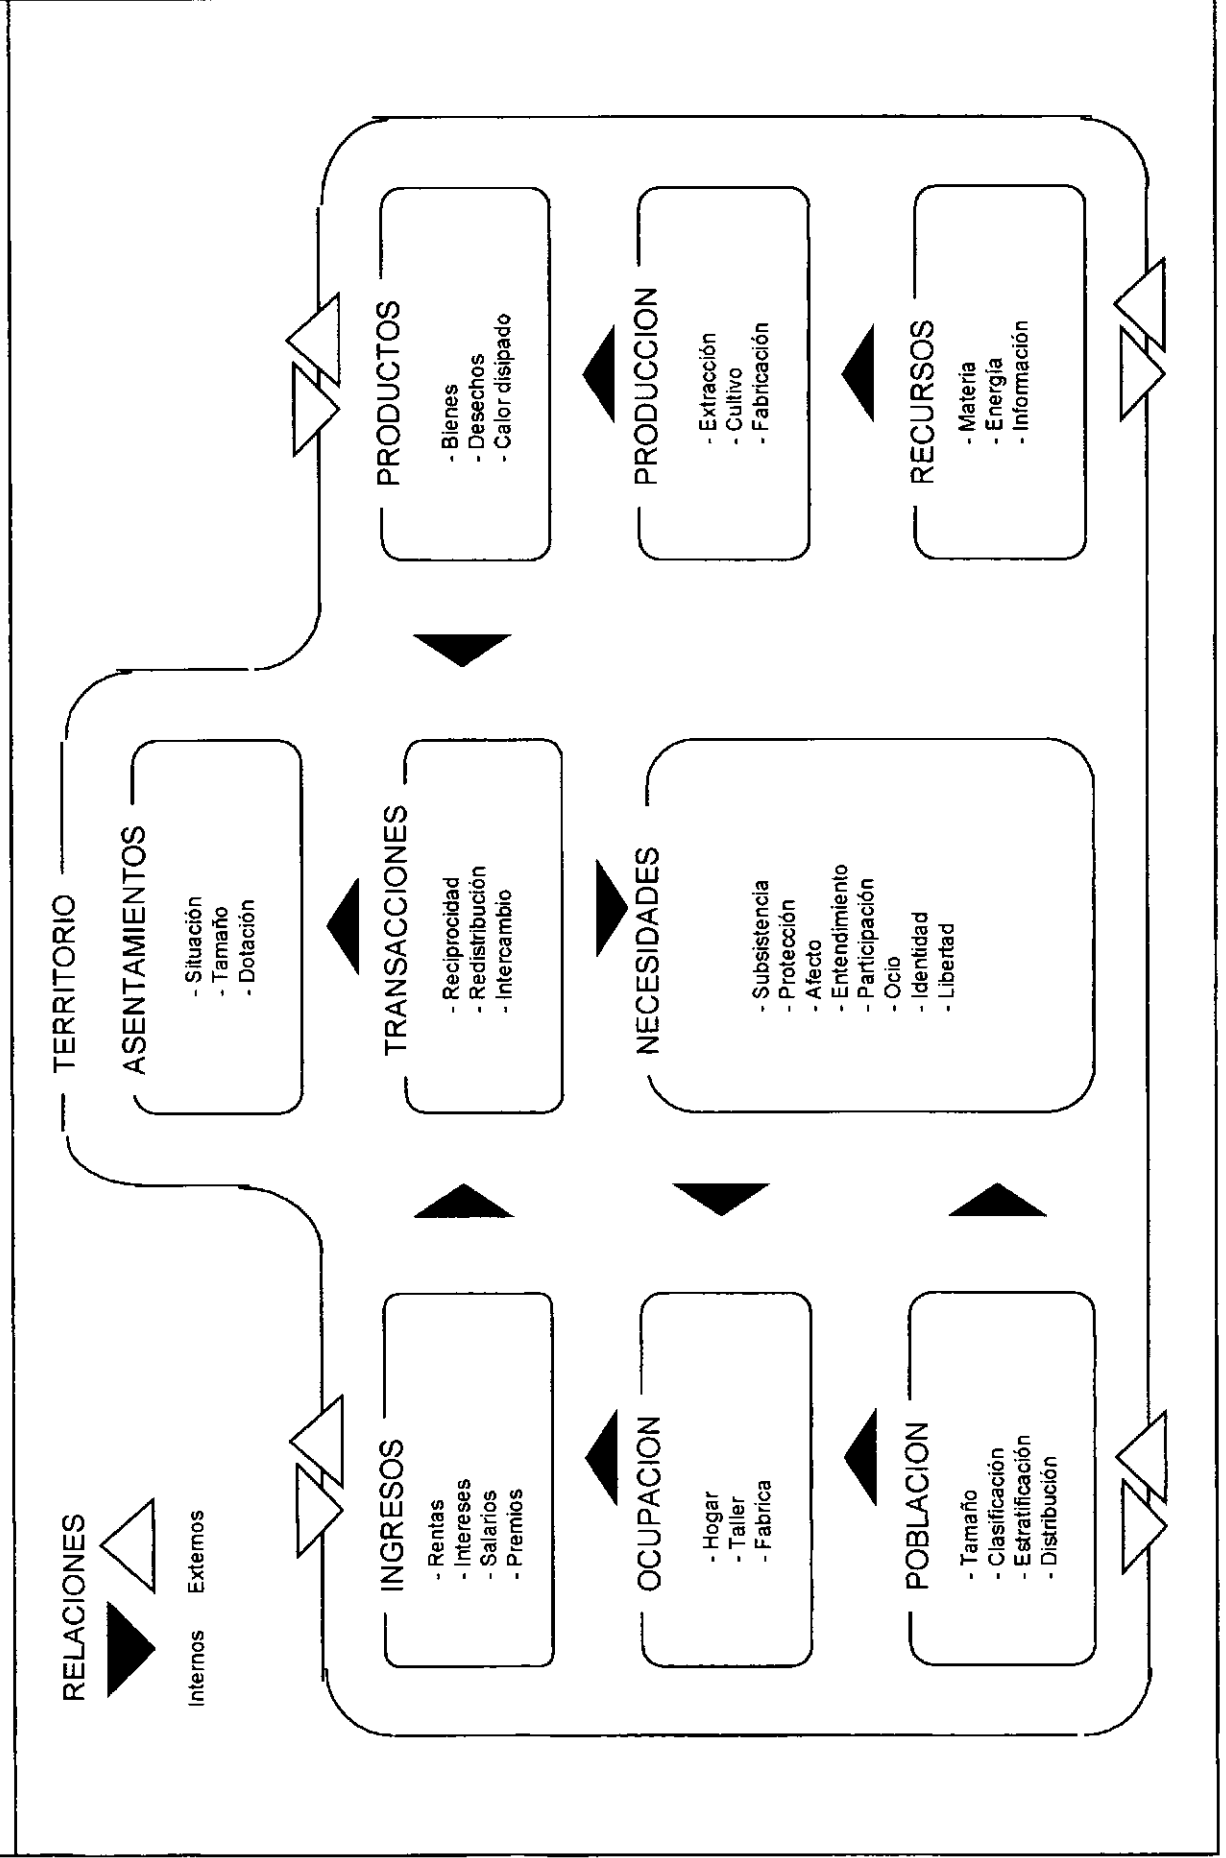 RELACIONES
Internos Externos
TERRITORIO
ASENTAMIENTOS
- Situación
- Tamaño
- Dotación
INGRESOS
- Rentas
- Intereses
- Salarios
- Premios
TRANSACCIONES
- Reciprocidad
- Redistribución
- Intercambio
PRODUCTOS
- Bienes
- Desechos
- Calor disipado
OCUPACION
- Hogar
- Taller
- Fabrica
NECESIDADES
- Subsistencia
- Protección
- Afecto
- Entendimiento
- Participación
- Ocio
- Identidad
- Libertad
PRODUCCION
- Extracción
- Cultivo
- Fabricación
POBLACION
- Tamaño
- Clasificación
- Estratificación
- Distribución
RECURSOS
- Materia
- Energía
- Información